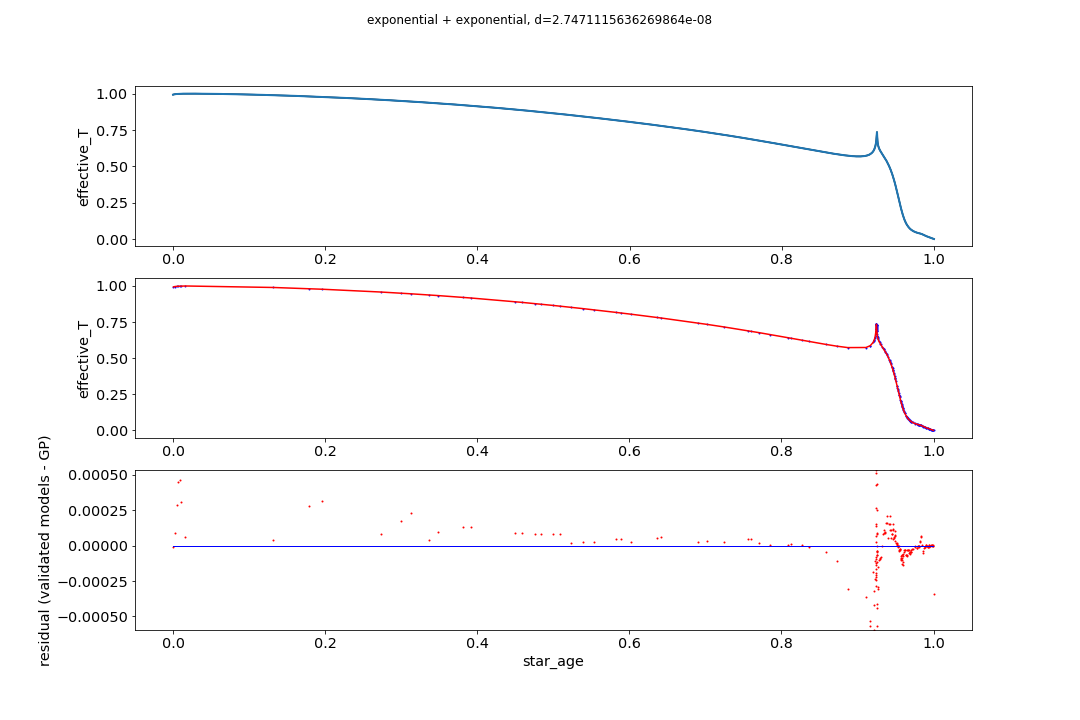 exponential + exponential, d=2.7471115636269864e-08
effective_T
1.00
0.75
0.50
0.25
0.00
0.0 0.2 0.4 0.6 0.8 1.0
effective_T
1.00
0.75
0.50
0.25
0.00
0.0 0.2 0.4 0.6 0.8 1.0
residual (validated models - GP)
0.00050
0.00025
0.00000
−0.00025
−0.00050
0.0 0.2 0.4 0.6 0.8 1.0
star_age